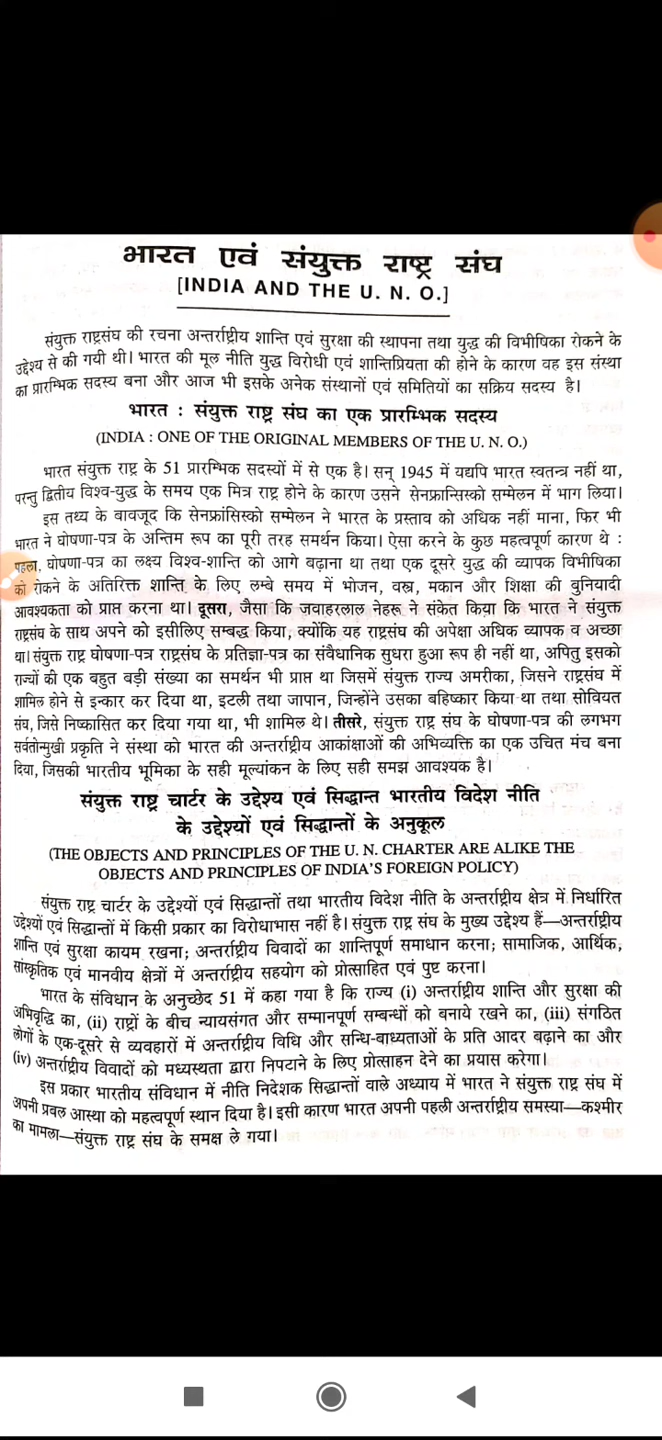 भारत एवं संयुक्त राष्ट्र संघ
[INDIA AND THE U. N. O.]
संयुक्त राष्ट्रसंघ की रचना अन्तर्राष्ट्रीय शान्ति एवं सुरक्षा की स्थापना तथा युद्ध की विभीषिका रोकने के
उद्देश्य से की गयी थी। भारत की मूल नीति युद्ध विरोधी एवं शान्तिप्रियता की होने के कारण वह इस संस्था
का प्रारम्भिक सदस्य बना और आज भी इसके अनेक संस्थानों एवं समितियों का सक्रिय सदस्य है।
भारत : संयुक्त राष्ट्र संघ का एक प्रारम्भिक सदस्य
(INDIA : ONE OF THE ORIGINAL MEMBERS OF THE U. N. O.)
भारत संयुक्त राष्ट्र के 51 प्रारम्भिक सदस्यों में से एक है। सन् 1945 में यद्यपि भारत स्वतन्त्र नहीं था,
परन्तु द्वितीय विश्व-युद्ध के समय एक मित्र राष्ट्र होने के कारण उसने सेनफ्रान्सिस्को सम्मेलन में भाग लिया।
इस तथ्य के बावजूद कि सेनफ्रांसिस्को सम्मेलन ने भारत के प्रस्ताव को अधिक नहीं माना, फिर भी
भारत ने घोषणा-पत्र के अन्तिम रूप का पूरी तरह समर्थन किया। ऐसा करने के कुछ महत्वपूर्ण कारण थे :
पहला, घोषणा-पत्र का लक्ष्य विश्व-शान्ति को आगे बढ़ाना था तथा एक दूसरे युद्ध की व्यापक विभीषिका
को रोकने के अतिरिक्त शान्ति के लिए लम्बे समय में भोजन, वस्त्र, मकान और शिक्षा की बुनियादी
आवश्यकता को प्राप्त करना था। दूसरा, जैसा कि जवाहरलाल नेहरू ने संकेत किया कि भारत ने संयुक्त
राष्ट्रसंघ के साथ अपने को इसीलिए सम्बद्ध किया, क्योंकि यह राष्ट्रसंघ की अपेक्षा अधिक व्यापक व अच्छा
था। संयुक्त राष्ट्र घोषणा-पत्र राष्ट्रसंघ के प्रतिज्ञा-पत्र का संवैधानिक सुधरा हुआ रूप ही नहीं था, अपितु इसको
राज्यों की एक बहुत बड़ी संख्या का समर्थन भी प्राप्त था जिसमें संयुक्त राज्य अमरीका, जिसने राष्ट्रसंघ में
शामिल होने से इन्कार कर दिया था, इटली तथा जापान, जिन्होंने उसका बहिष्कार किया था तथा सोवियत
संघ, जिसे निष्कासित कर दिया गया था, भी शामिल थे। तीसरे, संयुक्त राष्ट्र संघ के घोषणा-पत्र की लगभग
सर्वतोन्मुखी प्रकृति ने संस्था को भारत की अन्तर्राष्ट्रीय आकांक्षाओं की अभिव्यक्ति का एक उचित मंच बना
दिया, जिसकी भारतीय भूमिका के सही मूल्यांकन के लिए सही समझ आवश्यक है।
संयुक्त राष्ट्र चार्टर के उद्देश्य एवं सिद्धान्त भारतीय विदेश नीति
के उद्देश्यों एवं सिद्धान्तों के अनुकूल
(THE OBJECTS AND PRINCIPLES OF THE U. N. CHARTER ARE ALIKE THE
OBJECTS AND PRINCIPLES OF INDIA'S FOREIGN POLICY)
संयुक्त राष्ट्र चार्टर के उद्देश्यों एवं सिद्धान्तों तथा भारतीय विदेश नीति के अन्तर्राष्ट्रीय क्षेत्र में निर्धारित
उद्देश्यों एवं सिद्धान्तों में किसी प्रकार का विरोधाभास नहीं है। संयुक्त राष्ट्र संघ के मुख्य उद्देश्य हैं—अन्तर्राष्ट्रीय
शान्ति एवं सुरक्षा कायम रखना; अन्तर्राष्ट्रीय विवादों का शान्तिपूर्ण समाधान करना; सामाजिक, आर्थिक,
सांस्कृतिक एवं मानवीय क्षेत्रों में अन्तर्राष्ट्रीय सहयोग को प्रोत्साहित एवं पुष्ट करना।
भारत के संविधान के अनुच्छेद 51 में कहा गया है कि राज्य (i) अन्तर्राष्ट्रीय शान्ति और सुरक्षा की
अभिवृद्धि का, (ii) राष्ट्रों के बीच न्यायसंगत और सम्मानपूर्ण सम्बन्धों को बनाये रखने का, (iii) संगठित
लोगों के एक-दूसरे से व्यवहारों में अन्तर्राष्ट्रीय विधि और सन्धि-बाध्यताओं के प्रति आदर बढ़ाने का और
(iv) अन्तर्राष्ट्रीय विवादों को मध्यस्थता द्वारा निपटाने के लिए प्रोत्साहन देने का प्रयास करेगा।
इस प्रकार भारतीय संविधान में नीति निदेशक सिद्धान्तों वाले अध्याय में भारत ने संयुक्त राष्ट्र संघ में
अपनी प्रबल आस्था को महत्वपूर्ण स्थान दिया है। इसी कारण भारत अपनी पहली अन्तर्राष्ट्रीय समस्या—कश्मीर
का मामला—संयुक्त राष्ट्र संघ के समक्ष ले गया।